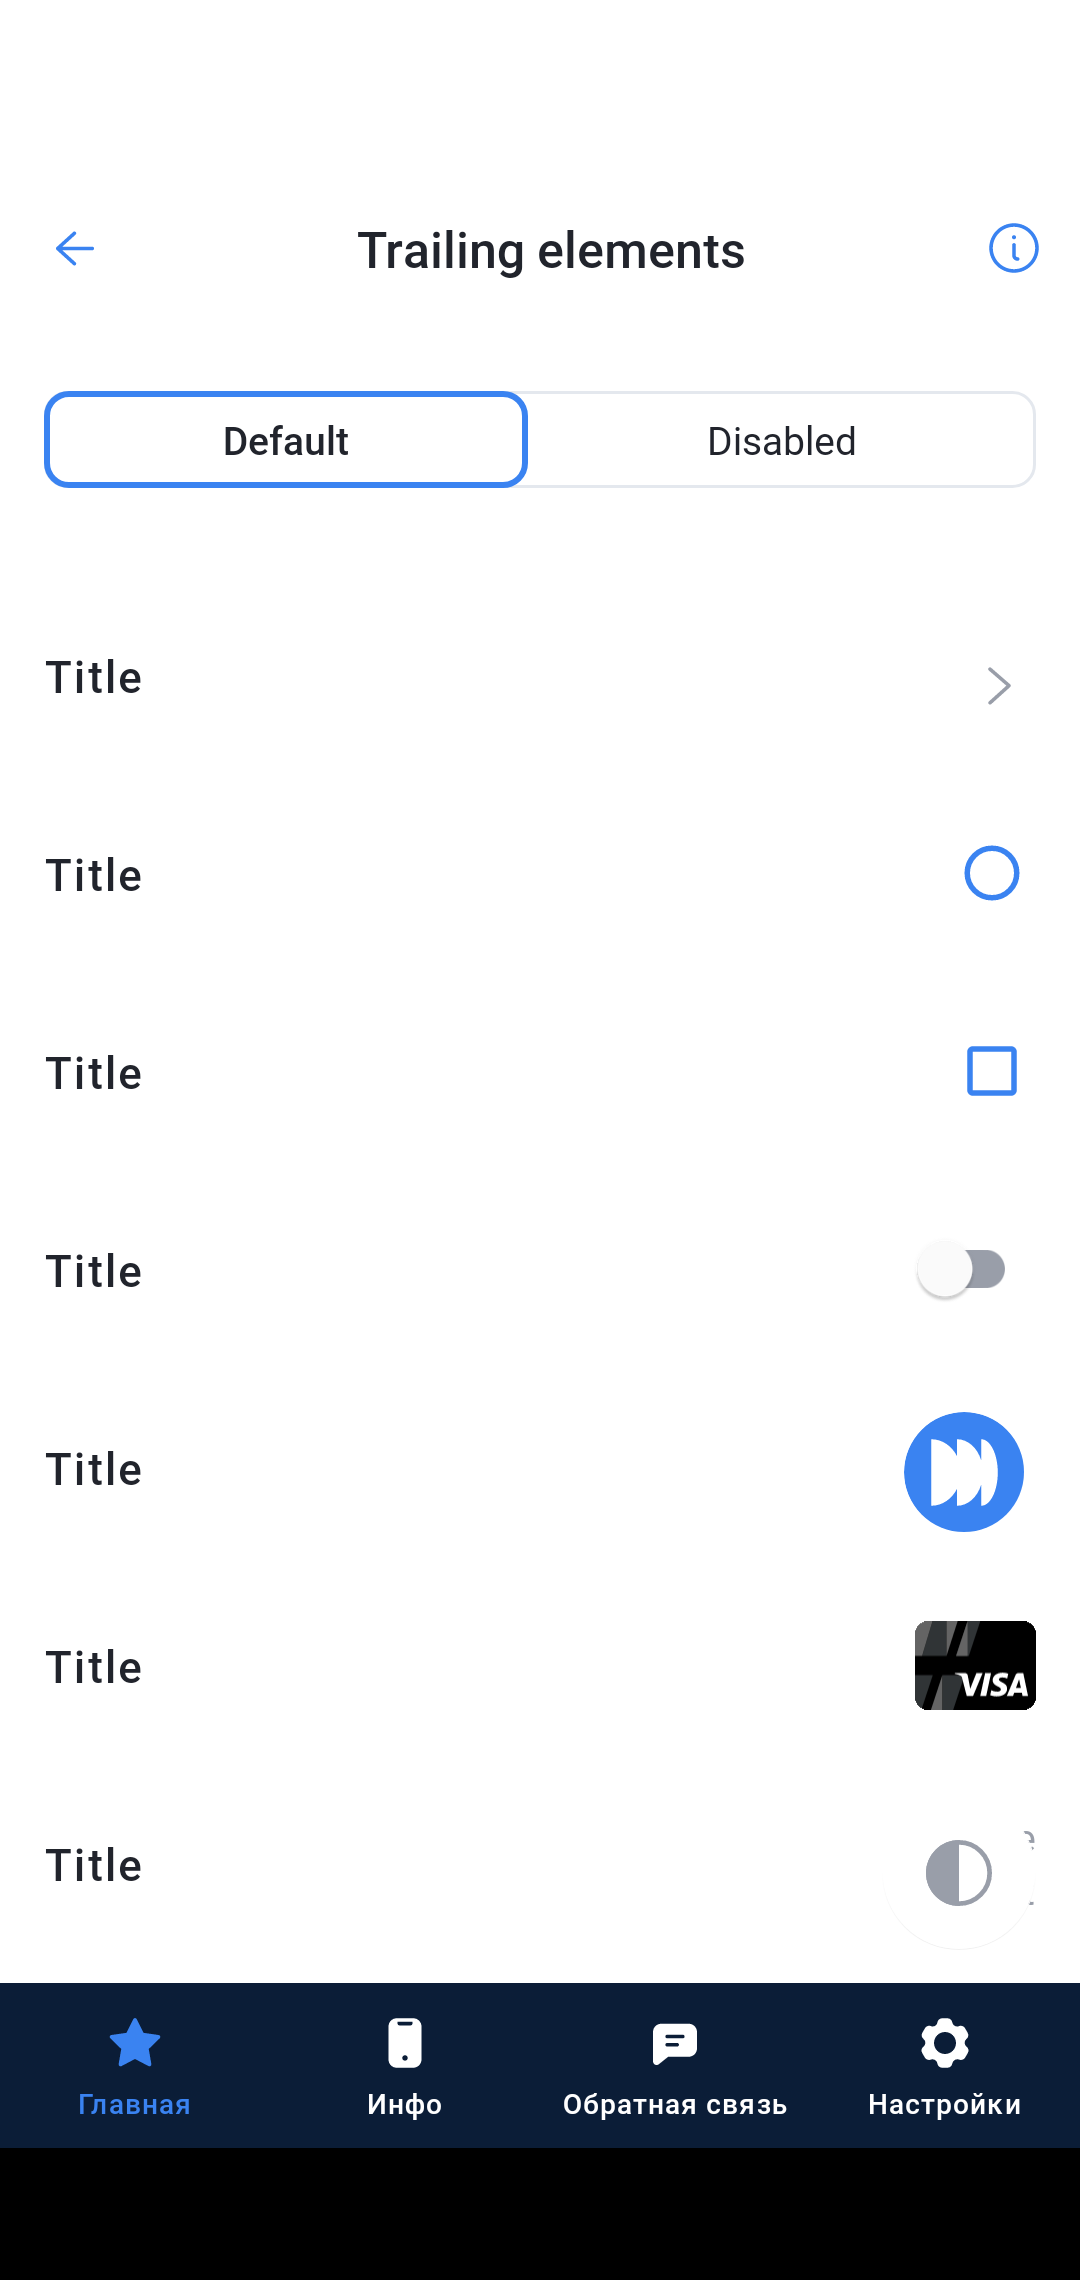 Trailing elements
Default
Disabled
Title
Title
Title
Title
Title
Title
VISA
Title
Главная
Инфо
Обратная связь
Настройки